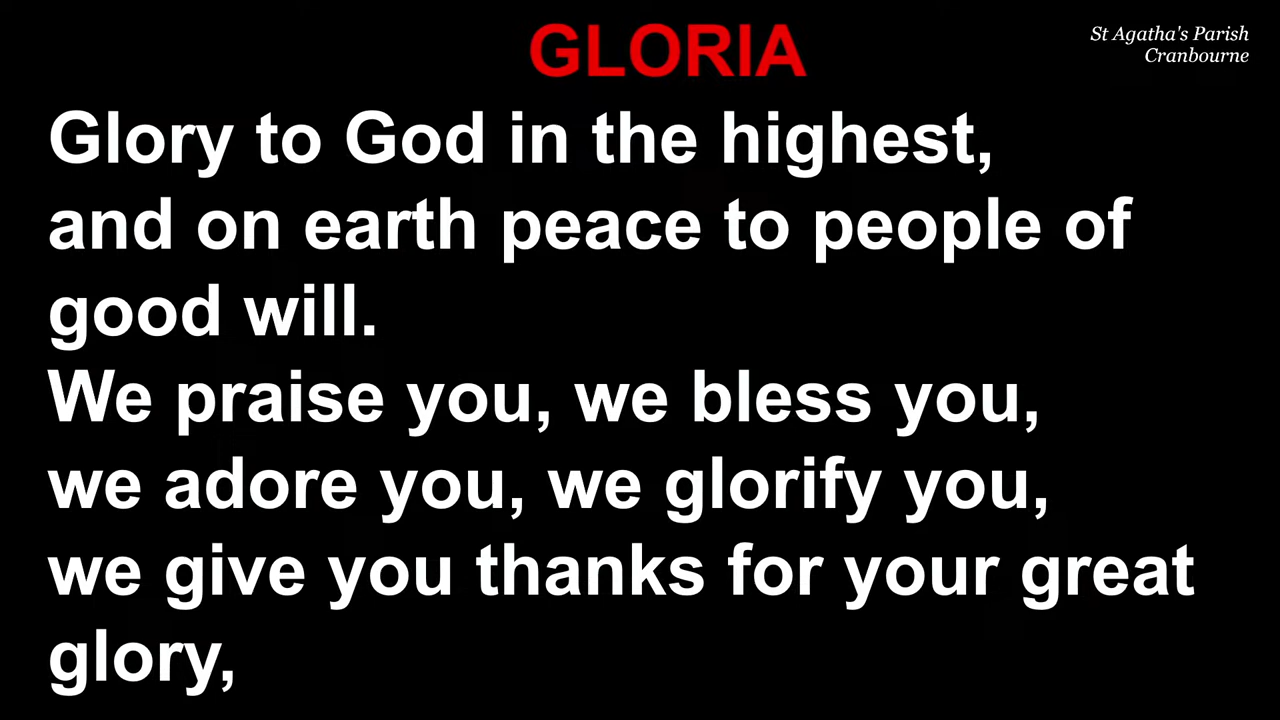 GLORIA
St Agatha's Parish
Cranbourne
Glory to God in the highest,
and on earth peace to people of
good will.
We praise you, we bless you,
we adore you, we glorify you,
we give you thanks for your great
glory,